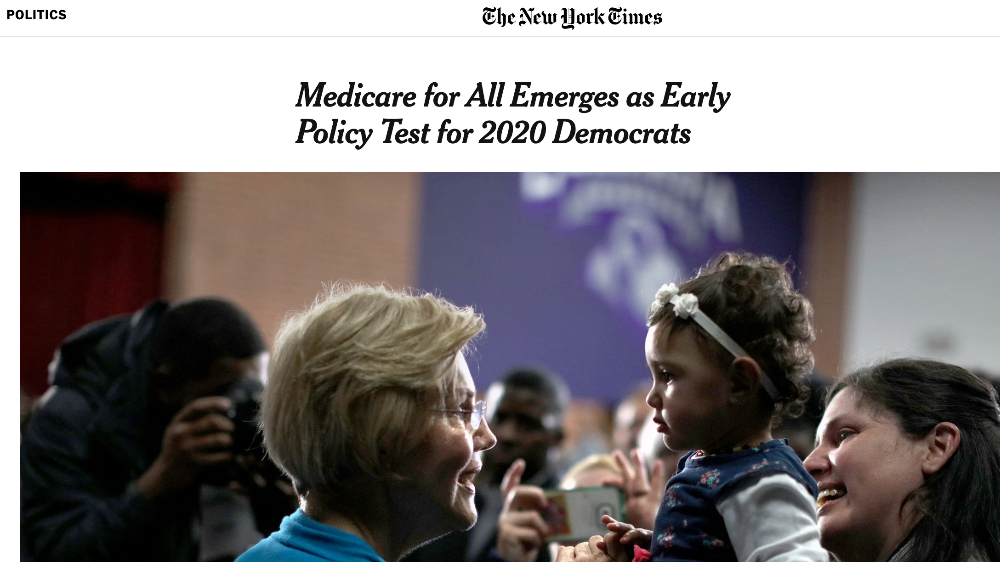 POLITICS
The New York Times
Medicare for All Emerges as Early
Policy Test for 2020 Democrats